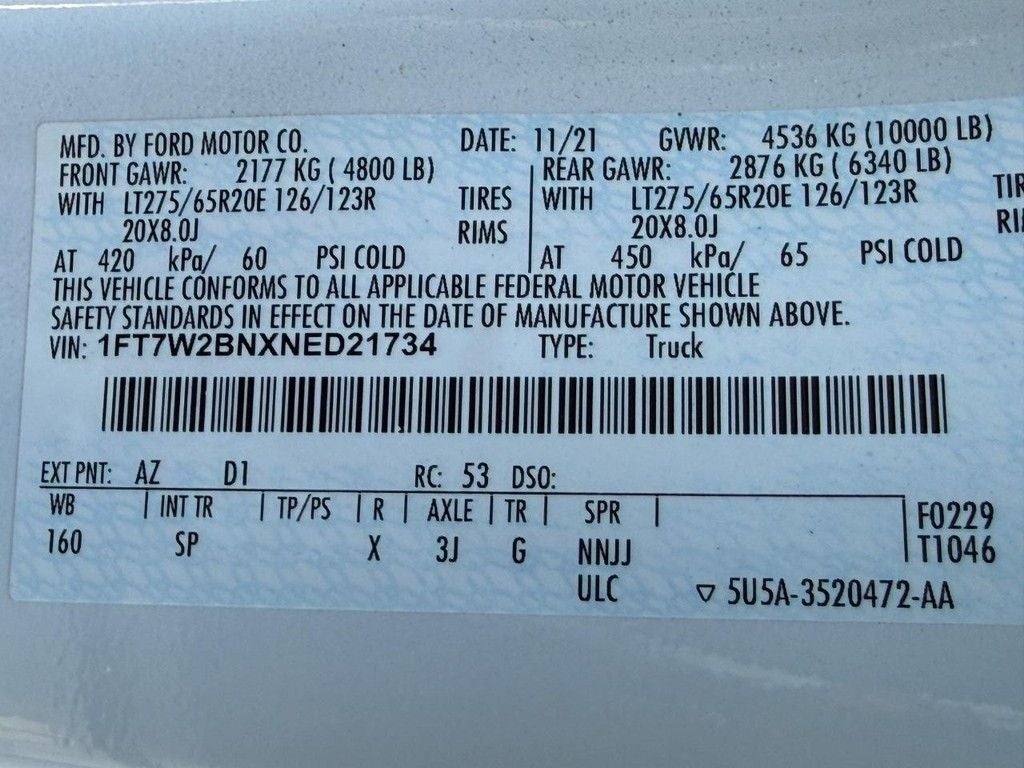 MFD. BY FORD MOTOR CO. DATE: 11/21 GVWR: 4536 KG (10000 LB)
FRONT GAWR: 2177 KG ( 4800 LB) REAR GAWR: 2876 KG ( 6340 LB)
WITH LT275/65R20E 126/123R TIRES WITH LT275/65R20E 126/123R TIR
20X8.0J RIMS 20X8.0J RI
AT 420 kPa/ 60 PSI COLD AT 450 kPa/ 65 PSI COLD
THIS VEHICLE CONFORMS TO ALL APPLICABLE FEDERAL MOTOR VEHICLE
SAFETY STANDARDS IN EFFECT ON THE DATE OF MANUFACTURE SHOWN ABOVE.
VIN: 1FT7W2BNXNED21734 TYPE: Truck
EXT PNT: AZ D1 RC: 53 DSO:
WB INT TR TP/PS R AXLE TR SPR F0229
160 SP X 3J G NNJJ T1046
ULC ▽ 5U5A-3520472-AA